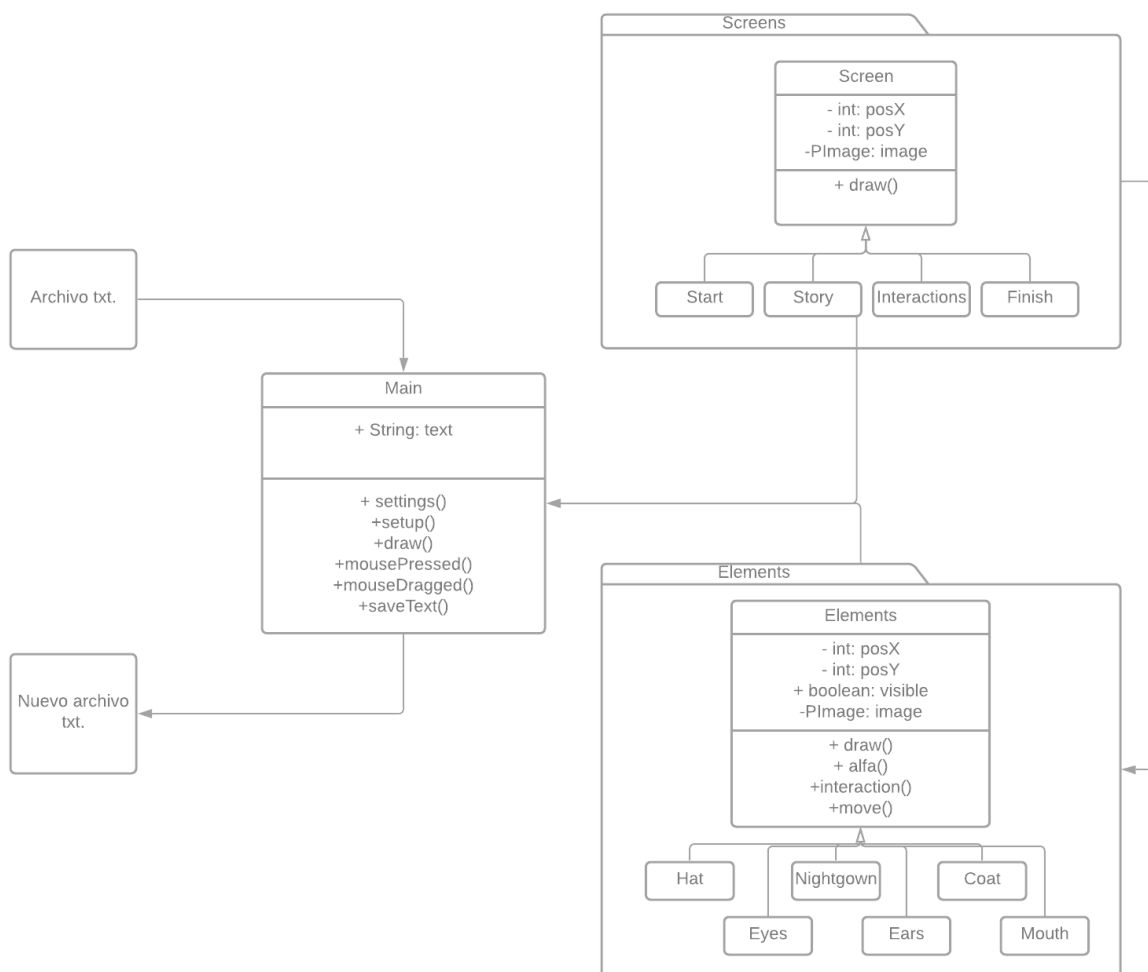 Screens
Screen
- int: posX
- int: posY
-PImage: image
+ draw()
Start
Story
Interactions
Finish
Archivo txt.
Main
+ String: text
+ settings()
+setup()
+draw()
+mousePressed()
+mouseDragged()
+saveText()
Nuevo archivo
txt.
Elements
Elements
- int: posX
- int: posY
+ boolean: visible
-PImage: image
+ draw()
+ alfa()
+interaction()
+move()
Hat
Nightgown
Coat
Eyes
Ears
Mouth